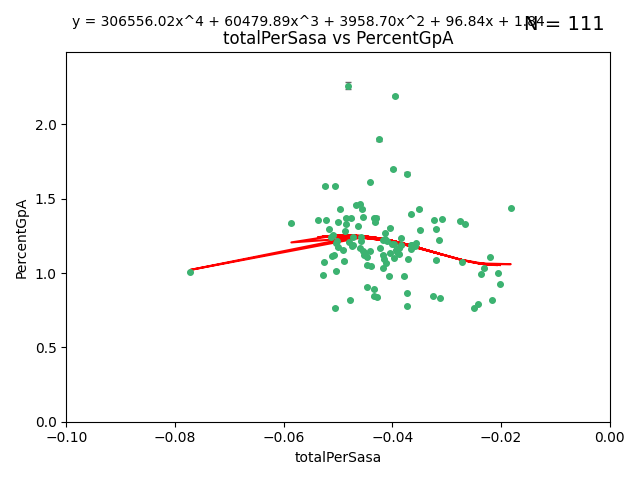 y = 306556.02x^4 + 60479.89x^3 + 3958.70x^2 + 96.84x +
N = 111
totalPerSasa vs PercentGpA
PercentGpA
2.0
1.5
1.0
0.5
0.0
−0.10 −0.08 −0.06 −0.04 −0.02 0.00
totalPerSasa